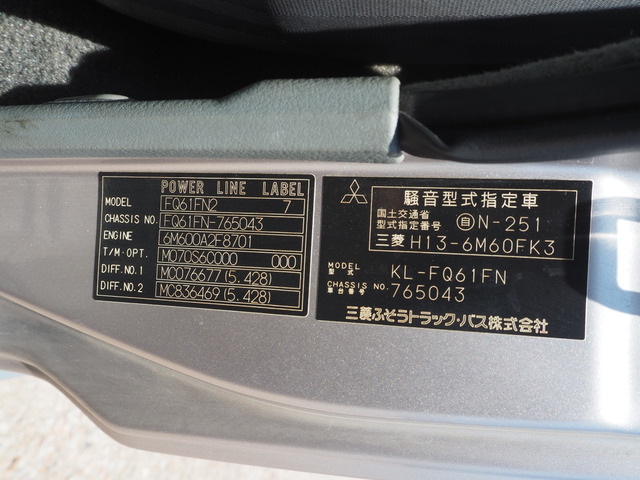 POWER LINE LABEL
MODEL FQ61FN2 7
CHASSIS NO. FQ61FN-765043
ENGINE 6M600A2F8701
T/M・OPT. M070S6C000 000
DIFF.NO.1 MC076677(5.428)
DIFF.NO.2 MC836469(5.428)
騒音型式指定車
国土交通省
型式指定番号 自N-251
三菱 H13-6M60FK3
MODEL
型式 KL-FQ61FN
CHASSIS NO.
車台番号 765043
三菱ふそうトラック・バス株式会社